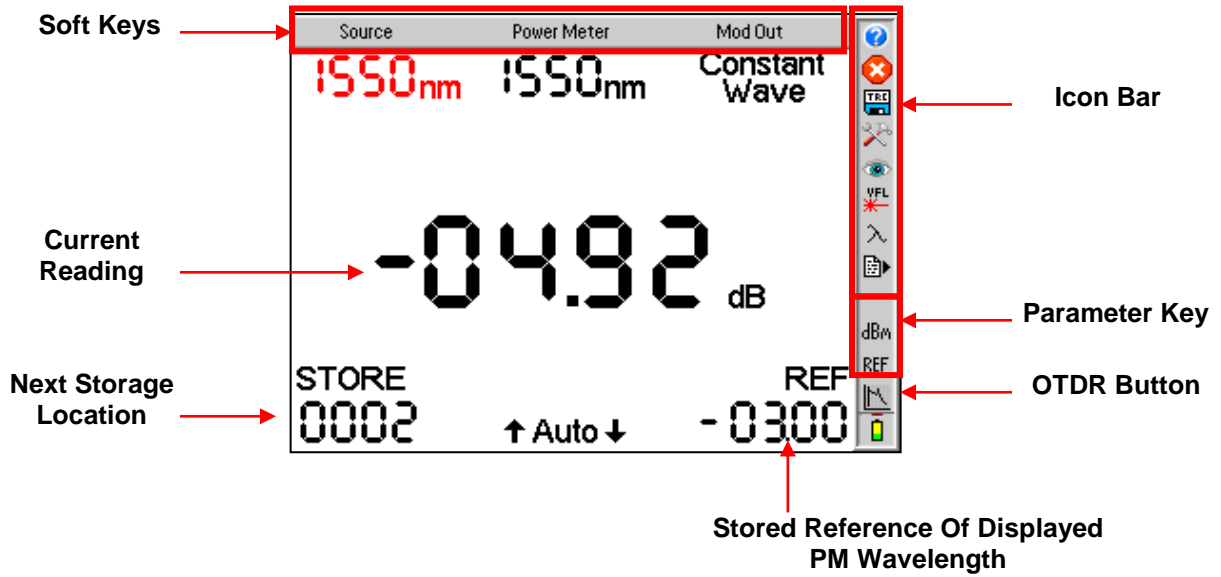 Soft Keys
Source Power Meter Mod Out
1550nm 1550nm Constant
Wave
TRC
Icon Bar
VFL
λ
Current
Reading
-04.92 dB
Parameter Key
dBm
REF
OTDR Button
Next Storage
Location
STORE
0002
↑ Auto ↓
REF
-03.00
Stored Reference Of Displayed
PM Wavelength